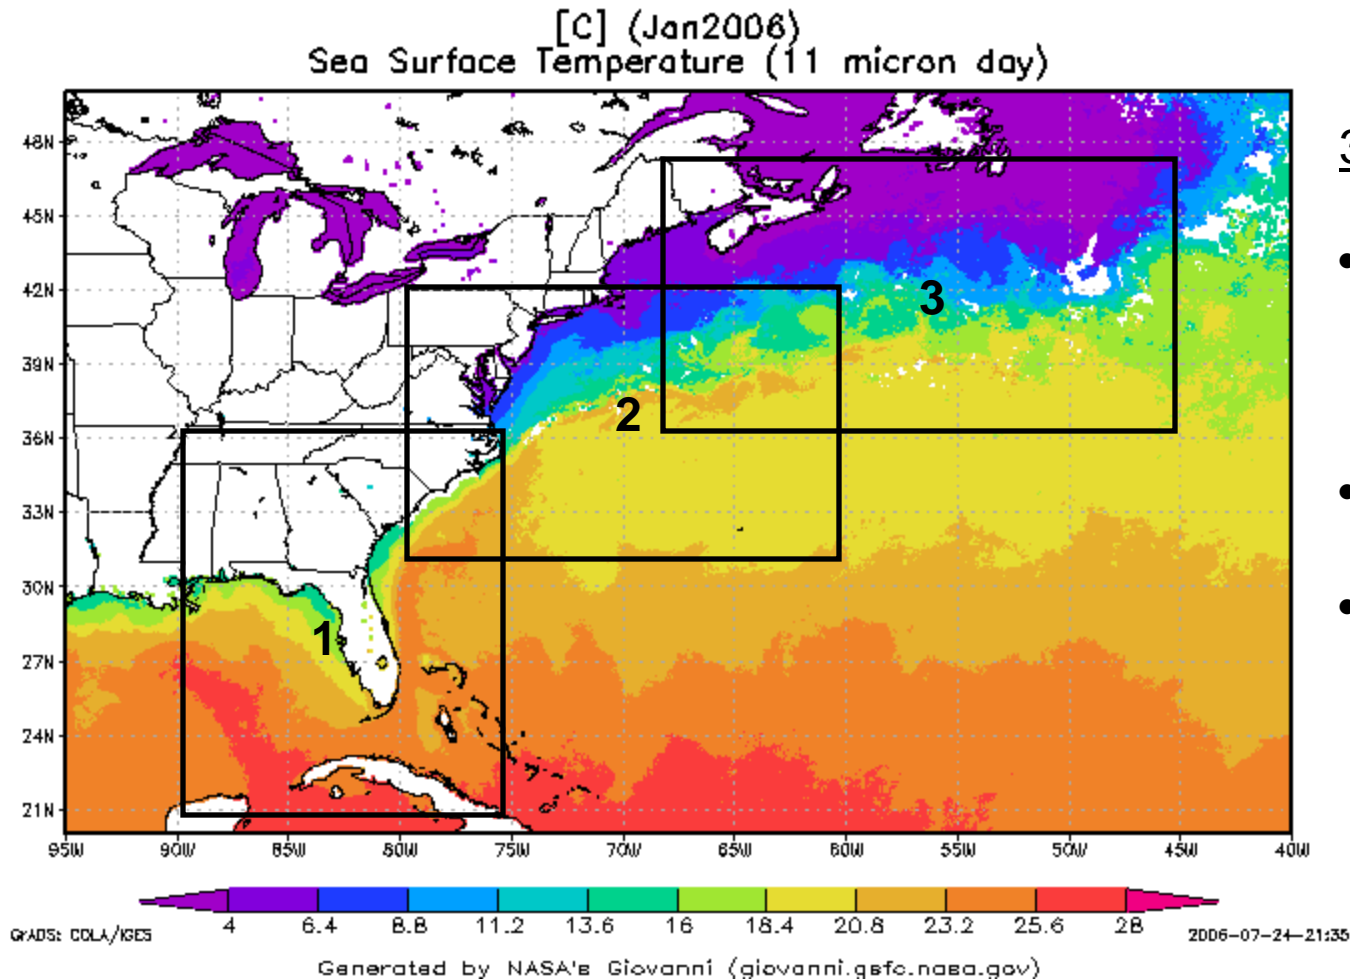 [C] (Jan2006)
Sea Surface Temperature (11 micron day)
3
48N
45N
42N
39N
36N
33N
30N
27N
24N
21N
3
2
1
95W 90W 85W 80W 75W 70W 65W 60W 55W 50W 45W 40W
4 6.4 8.8 11.2 13.6 16 18.4 20.8 23.2 25.6 28
GrADS: COLA/IGES
2006-07-24-21:35
Generated by NASA's Giovanni (giovanni.gsfc.nasa.gov)